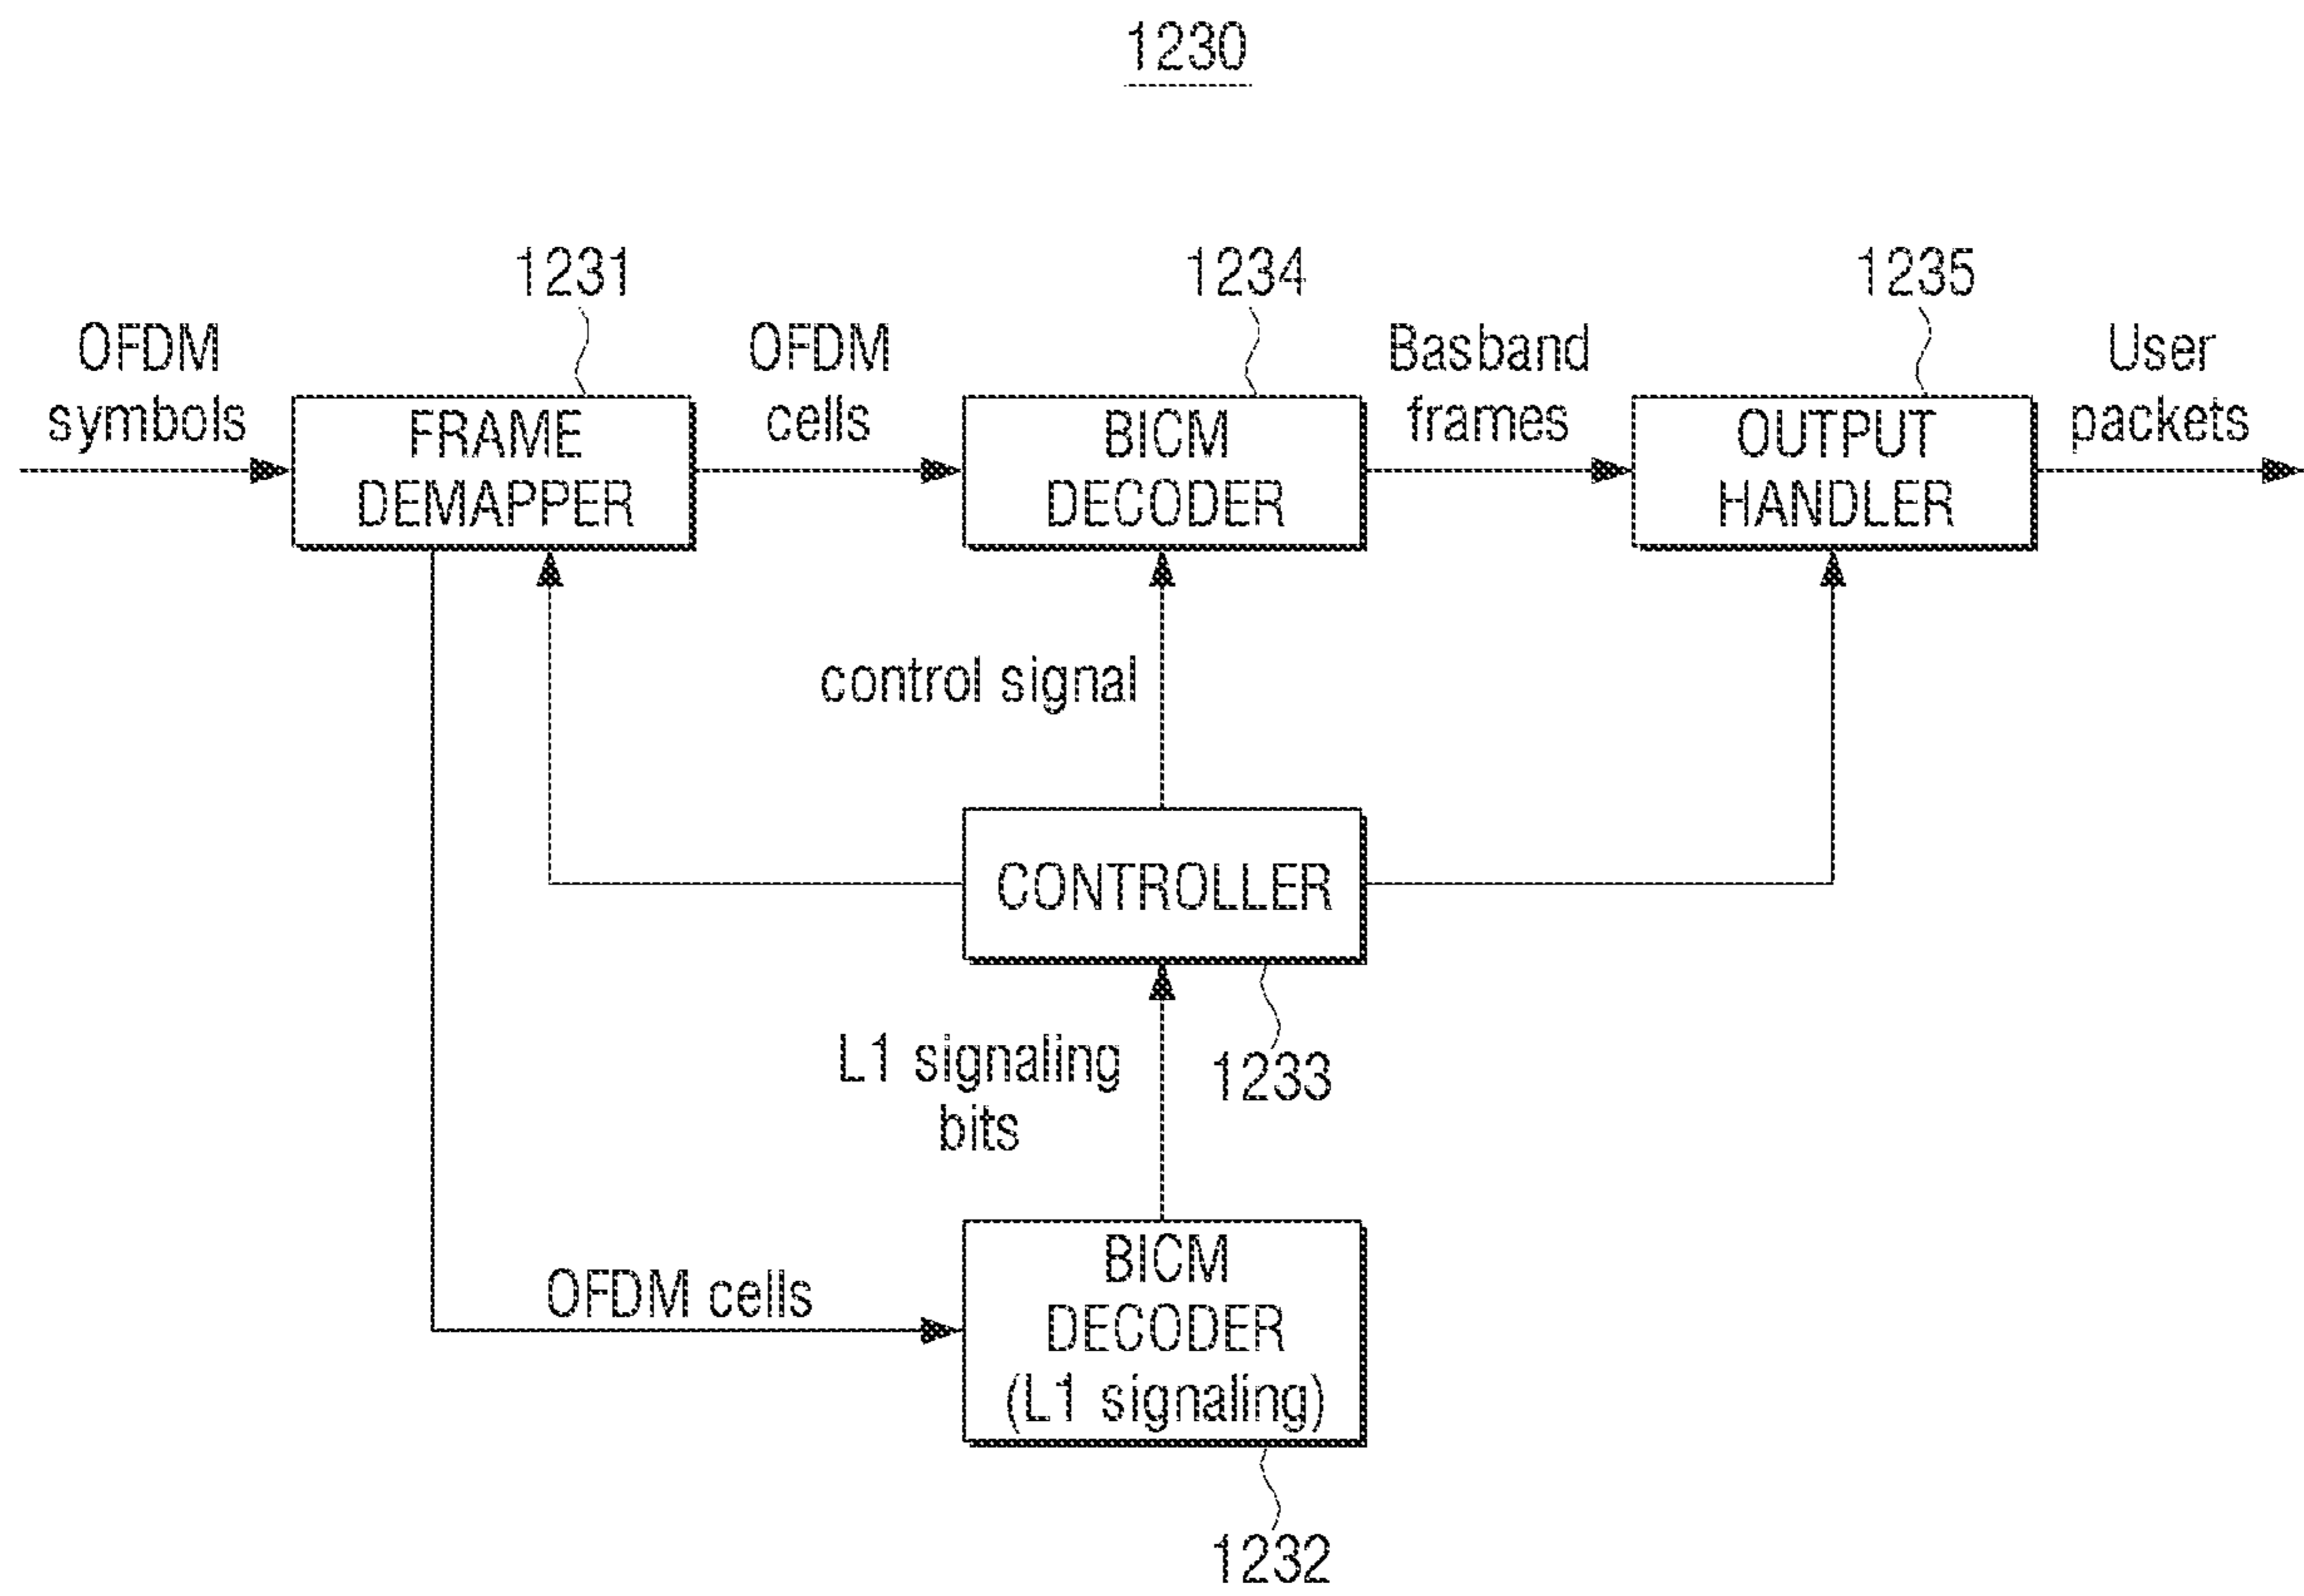 1230
1231
1234
1235
OFDM
symbols
OFDM
cells
Basband
frames
User
packets
FRAME
DEMAPPER
BICM
DECODER
OUTPUT
HANDLER
control signal
CONTROLLER
L1 signaling
bits
1233
OFDM cells
BICM
DECODER
(L1 signaling)
1232